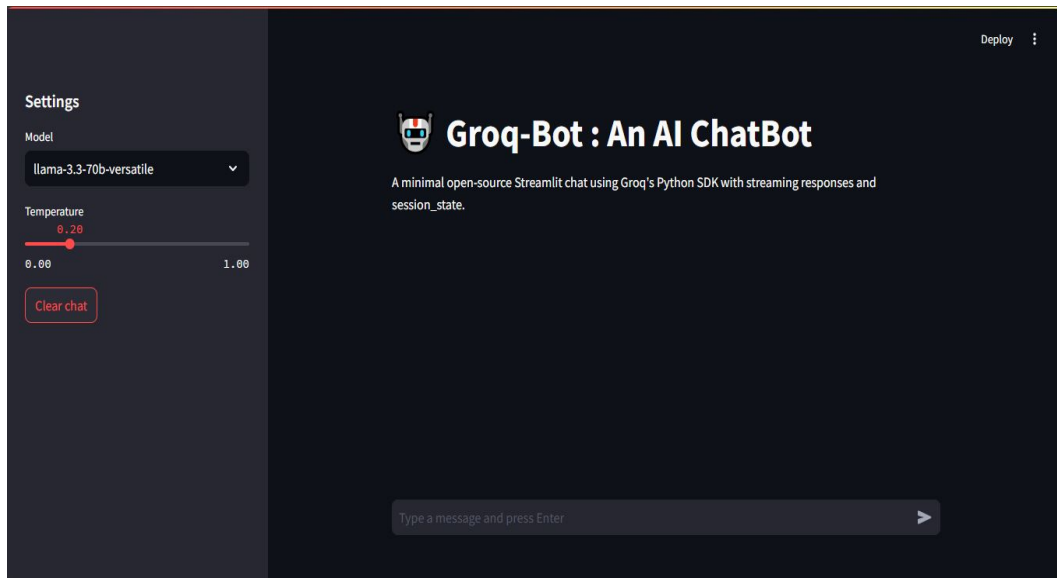 Deploy
Settings
Model
llama-3.3-70b-versatile
Temperature
0.20
0.00 1.00
Clear chat
Groq-Bot : An AI ChatBot
A minimal open-source Streamlit chat using Groq's Python SDK with streaming responses and
session_state.
Type a message and press Enter